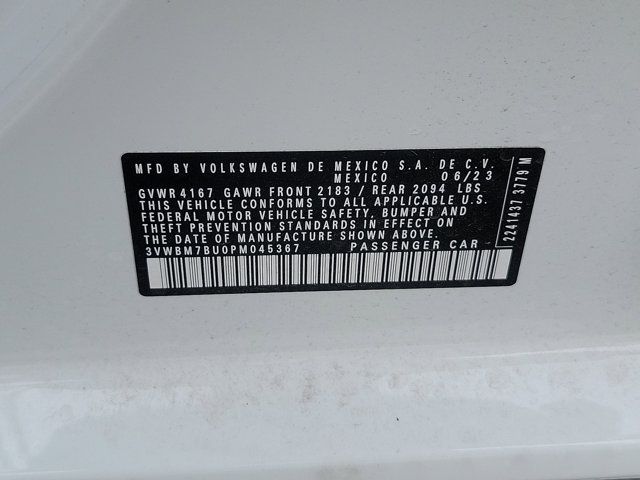 MFD BY VOLKSWAGEN DE MEXICO S.A. DE C.V.
MEXICO 06/23
GVWR 4167 GAWR FRONT 2183 / REAR 2094 LBS
THIS VEHICLE CONFORMS TO ALL APPLICABLE U.S.
FEDERAL MOTOR VEHICLE SAFETY, BUMPER AND
THEFT PREVENTION STANDARDS IN EFFECT ON
THE DATE OF MANUFACTURE SHOWN ABOVE.
3VWBM7BU0PM045367 PASSENGER CAR
2241437 3779 M